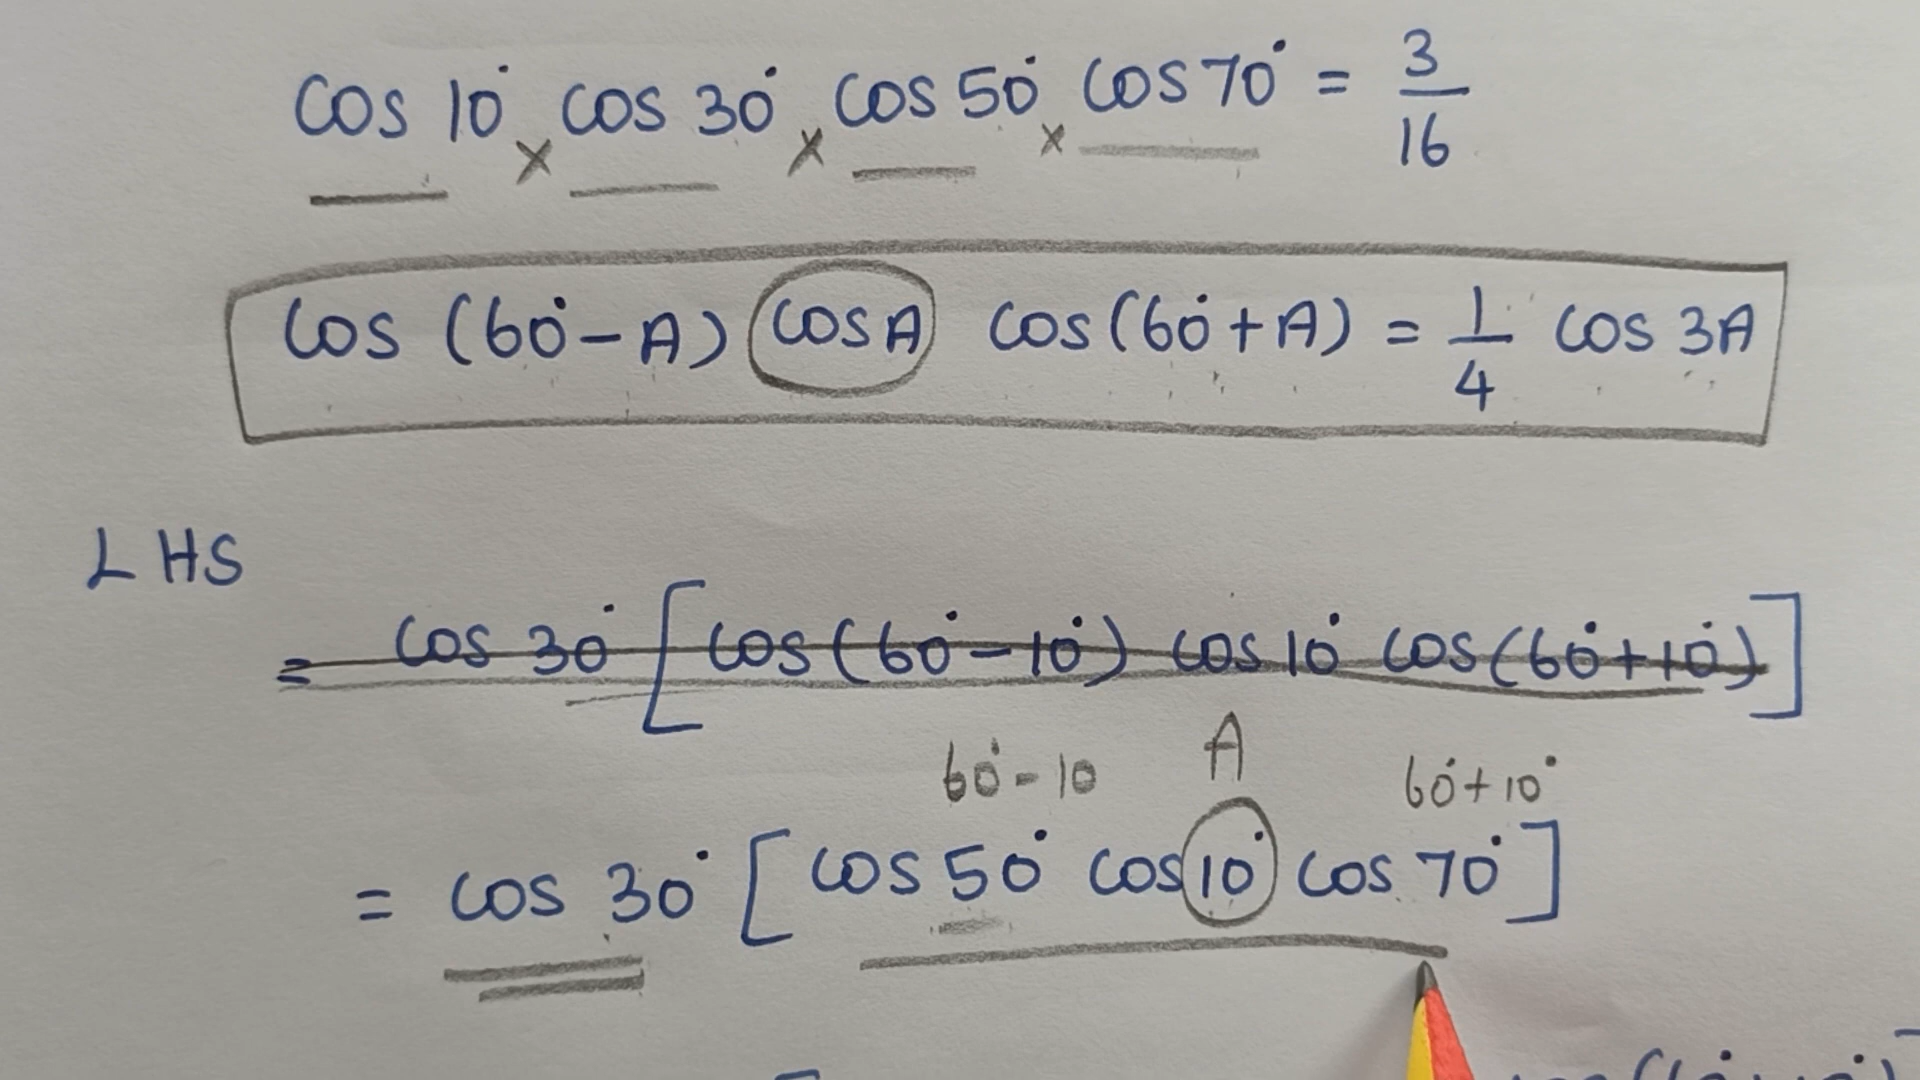 cos 10° × cos 30° × cos 50° × cos 70° = 3/16
cos (60° - A) cos A cos(60° + A) = 1/4 cos 3A
LHS
= cos 30° [cos(60° - 10°) cos 10° cos(60° + 10°)]
60° - 10 A 60° + 10°
= cos 30° [cos 50° cos 10° cos 70°]